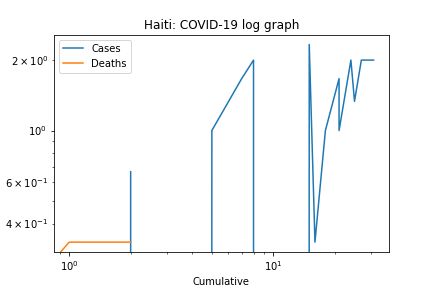 Haiti: COVID-19 log graph
Cases
Deaths
2 × 10⁰
10⁰
6 × 10⁻¹
4 × 10⁻¹
10⁰ 10¹
Cumulative